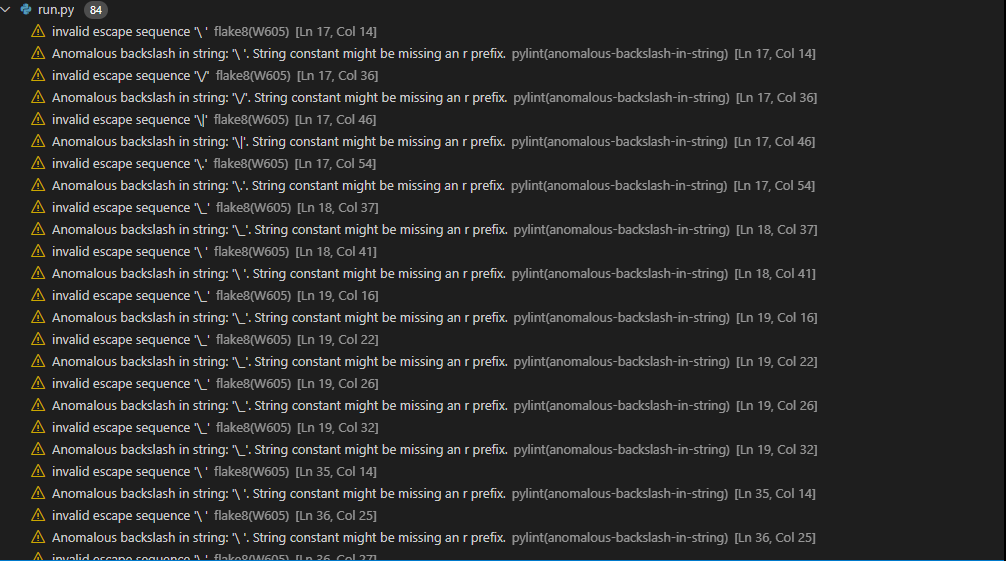 run.py 84
invalid escape sequence '\ ' flake8(W605) [Ln 17, Col 14]
Anomalous backslash in string: '\ '. String constant might be missing an r prefix. pylint(anomalous-backslash-in-string) [Ln 17, Col 14]
invalid escape sequence '\/' flake8(W605) [Ln 17, Col 36]
Anomalous backslash in string: '\/'. String constant might be missing an r prefix. pylint(anomalous-backslash-in-string) [Ln 17, Col 36]
invalid escape sequence '\|' flake8(W605) [Ln 17, Col 46]
Anomalous backslash in string: '\|'. String constant might be missing an r prefix. pylint(anomalous-backslash-in-string) [Ln 17, Col 46]
invalid escape sequence '\.' flake8(W605) [Ln 17, Col 54]
Anomalous backslash in string: '\.'. String constant might be missing an r prefix. pylint(anomalous-backslash-in-string) [Ln 17, Col 54]
invalid escape sequence '\_' flake8(W605) [Ln 18, Col 37]
Anomalous backslash in string: '\_'. String constant might be missing an r prefix. pylint(anomalous-backslash-in-string) [Ln 18, Col 37]
invalid escape sequence '\ ' flake8(W605) [Ln 18, Col 41]
Anomalous backslash in string: '\ '. String constant might be missing an r prefix. pylint(anomalous-backslash-in-string) [Ln 18, Col 41]
invalid escape sequence '\_' flake8(W605) [Ln 19, Col 16]
Anomalous backslash in string: '\_'. String constant might be missing an r prefix. pylint(anomalous-backslash-in-string) [Ln 19, Col 16]
invalid escape sequence '\_' flake8(W605) [Ln 19, Col 22]
Anomalous backslash in string: '\_'. String constant might be missing an r prefix. pylint(anomalous-backslash-in-string) [Ln 19, Col 22]
invalid escape sequence '\_' flake8(W605) [Ln 19, Col 26]
Anomalous backslash in string: '\_'. String constant might be missing an r prefix. pylint(anomalous-backslash-in-string) [Ln 19, Col 26]
invalid escape sequence '\_' flake8(W605) [Ln 19, Col 32]
Anomalous backslash in string: '\_'. String constant might be missing an r prefix. pylint(anomalous-backslash-in-string) [Ln 19, Col 32]
invalid escape sequence '\ ' flake8(W605) [Ln 35, Col 14]
Anomalous backslash in string: '\ '. String constant might be missing an r prefix. pylint(anomalous-backslash-in-string) [Ln 35, Col 14]
invalid escape sequence '\ ' flake8(W605) [Ln 36, Col 25]
Anomalous backslash in string: '\ '. String constant might be missing an r prefix. pylint(anomalous-backslash-in-string) [Ln 36, Col 25]
invalid escape sequence '\ ' flake8(W605) [Ln 36, Col 27]